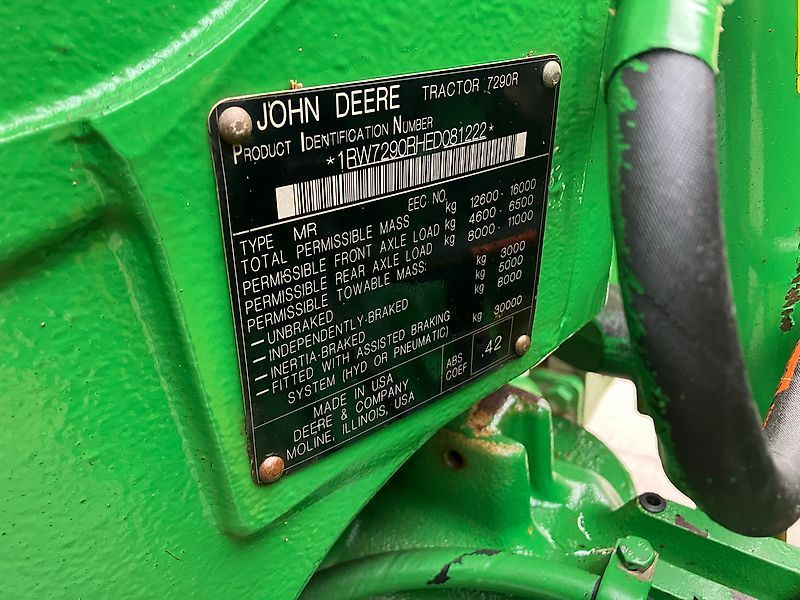 JOHN DEERE TRACTOR 7290R
PRODUCT IDENTIFICATION NUMBER
*1RW7290RHED081222*
EEC NO.
TYPE MR
TOTAL PERMISSIBLE MASS kg 12600 - 16000
PERMISSIBLE FRONT AXLE LOAD kg 4600 - 6500
PERMISSIBLE REAR AXLE LOAD kg 8000 - 11000
PERMISSIBLE TOWABLE MASS:
- UNBRAKED kg 3000
- INDEPENDENTLY-BRAKED kg 5000
- INERTIA-BRAKED kg 8000
- FITTED WITH ASSISTED BRAKING kg 30000
SYSTEM (HYD OR PNEUMATIC)
MADE IN USA
DEERE & COMPANY
MOLINE, ILLINOIS, USA
ABS
COEF
.42